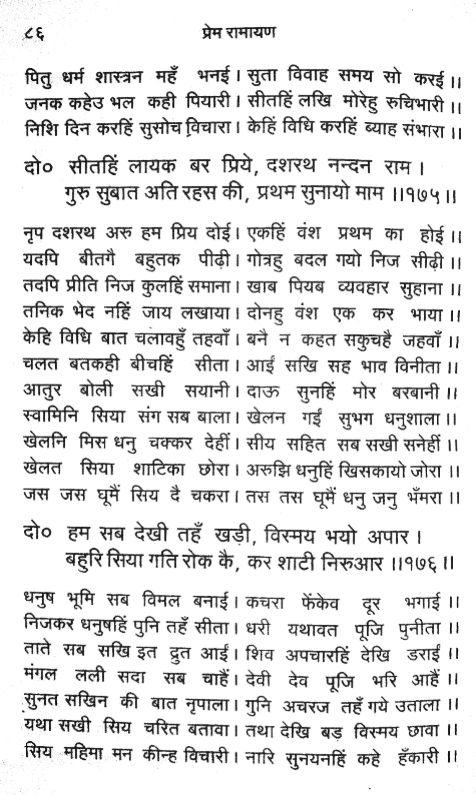 ८६
प्रेम रामायण
पितु धर्म शास्त्रन महँ भनई। सुता विवाह समय सो करई ।।
जनक कहेउ भल कही पियारी। सीतहिं लखि मोरेहु रुचिभारी ।।
निशि दिन करहिं सुसोच विचारा। केहिं विधि करहिं ब्याह संभारा ।।
दो० सीतहिं लायक बर प्रिये, दशरथ नन्दन राम ।
गुरु सुबात अति रहस की, प्रथम सुनायो माम ।।१७५।।
नृप दशरथ अरु हम प्रिय दोई। एकहिं वंश प्रथम का होई ।।
यदपि बीतगै बहुतक पीढ़ी। गोत्रहु बदल गयो निज सीढ़ी ।।
तदपि प्रीति निज कुलहिं समाना। खाब पियब व्यवहार सुहाना ।।
तनिक भेद नहिं जाय लखाया। दोनहु वंश एक कर भाया ।।
केहि विधि बात चलावहुँ तहवाँ। बनै न कहत सकुचहै जहवाँ ।।
चलत बतकही बीचहिं सीता। आईं सखि सह भाव विनीता ।।
आतुर बोली सखी सयानी। दाऊ सुनहिं मोर बरबानी ।।
स्वामिनि सिया संग सब बाला। खेलन गईं सुभग धनुशाला ।।
खेलनि मिस धनु चक्कर देहीं। सीय सहित सब सखी सनेहीं ।।
खेलत सिया शाटिका छोरा। अरुझि धनुहिं खिसकायो जोरा ।।
जस जस घूमैं सिय दै चकरा। तस तस घूमैं धनु जनु भँमरा ।।
दो० हम सब देखी तहँ खड़ी, विस्मय भयो अपार ।
बहुरि सिया गति रोक कै, कर शाटी निरुआर ।।१७६।।
धनुष भूमि सब विमल बनाई। कचरा फेंकेव दूर भगाई ।।
निजकर धनुषहिं पुनि तहँ सीता। धरी यथावत पूजि पुनीता ।।
ताते सब सखि इत द्रुत आईं। शिव अपचारहिं देखि डराईं ।।
मंगल लली सदा सब चाहैं। देवी देव पूजि भरि आहैं ।।
सुनत सखिन की बात नृपाला। गुनि अचरज तहँ गये उताला ।।
यथा सखी सिय चरित बतावा। तथा देखि बड़ विस्मय छावा ।।
सिय महिमा मन कीन्ह विचारी। नारि सुनयनहिं कहे हँकारी ।।